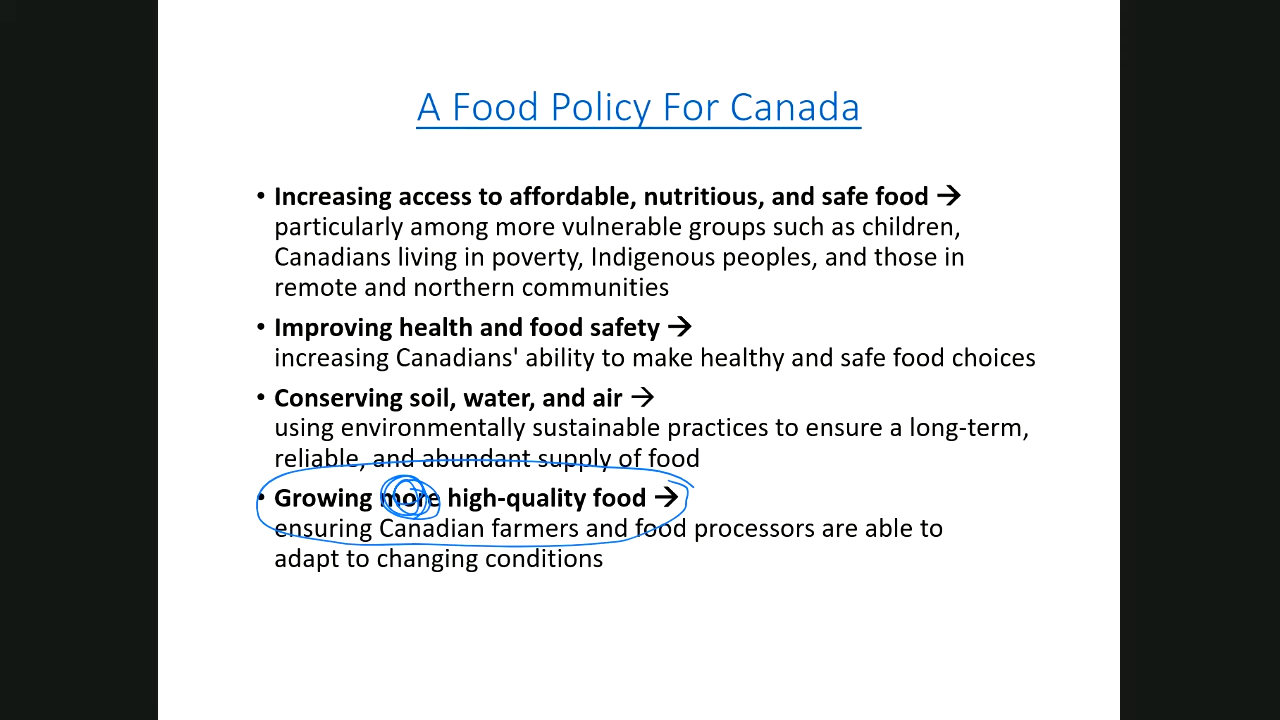 A Food Policy For Canada
• Increasing access to affordable, nutritious, and safe food →
particularly among more vulnerable groups such as children,
Canadians living in poverty, Indigenous peoples, and those in
remote and northern communities
• Improving health and food safety →
increasing Canadians' ability to make healthy and safe food choices
• Conserving soil, water, and air →
using environmentally sustainable practices to ensure a long-term,
reliable, and abundant supply of food
• Growing more high-quality food →
ensuring Canadian farmers and food processors are able to
adapt to changing conditions